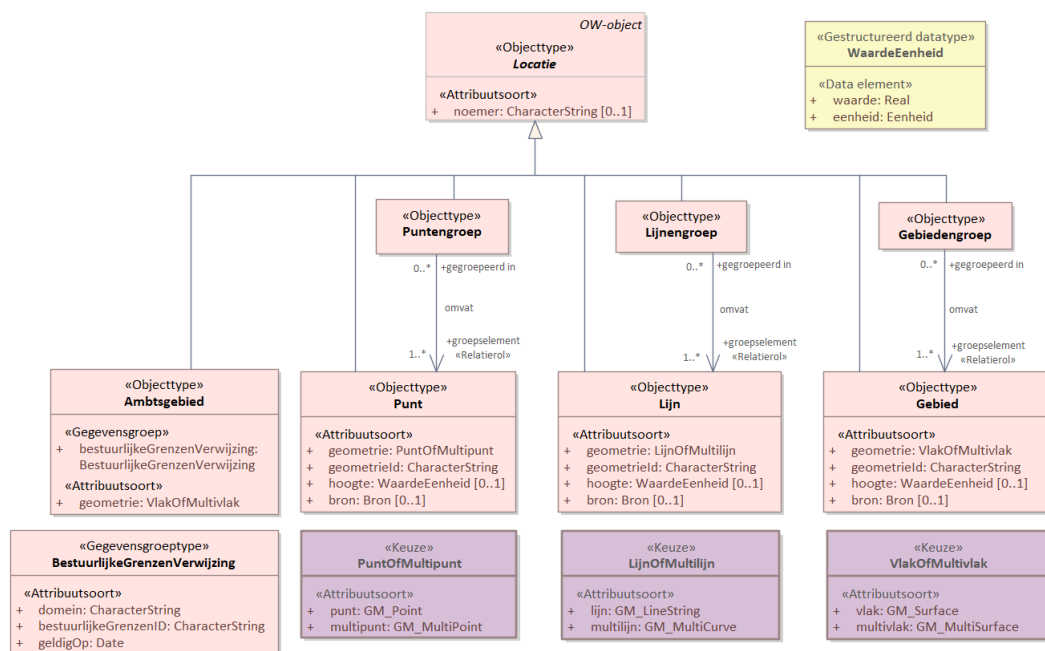 OW-object
«Objecttype»
Locatie
«Attribuutsoort»
+ noemer: CharacterString [0..1]
«Gestructureerd datatype»
WaardeEenheid
«Data element»
+ waarde: Real
+ eenheid: Eenheid
«Objecttype»
Puntengroep
«Objecttype»
Lijnengroep
«Objecttype»
Gebiedengroep
0..* +gegroepeerd in
omvat
+groepselement
1..* «Relatierol»
0..* +gegroepeerd in
omvat
+groepselement
1..* «Relatierol»
0..* +gegroepeerd in
omvat
+groepselement
1..* «Relatierol»
«Objecttype»
Ambtsgebied
«Gegevensgroep»
+ bestuurlijkeGrenzenVerwijzing:
BestuurlijkeGrenzenVerwijzing
«Attribuutsoort»
+ geometrie: VlakOfMultivlak
«Objecttype»
Punt
«Attribuutsoort»
+ geometrie: PuntOfMultipunt
+ geometrieId: CharacterString
+ hoogte: WaardeEenheid [0..1]
+ bron: Bron [0..1]
«Objecttype»
Lijn
«Attribuutsoort»
+ geometrie: LijnOfMultilijn
+ geometrieId: CharacterString
+ hoogte: WaardeEenheid [0..1]
+ bron: Bron [0..1]
«Objecttype»
Gebied
«Attribuutsoort»
+ geometrie: VlakOfMultivlak
+ geometrieId: CharacterString
+ hoogte: WaardeEenheid [0..1]
+ bron: Bron [0..1]
«Gegevensgroeptype»
BestuurlijkeGrenzenVerwijzing
«Attribuutsoort»
+ domein: CharacterString
+ bestuurlijkeGrenzenID: CharacterString
+ geldigOp: Date
«Keuze»
PuntOfMultipunt
«Attribuutsoort»
+ punt: GM_Point
+ multipunt: GM_MultiPoint
«Keuze»
LijnOfMultilijn
«Attribuutsoort»
+ lijn: GM_LineString
+ multilijn: GM_MultiCurve
«Keuze»
VlakOfMultivlak
«Attribuutsoort»
+ vlak: GM_Surface
+ multivlak: GM_MultiSurface